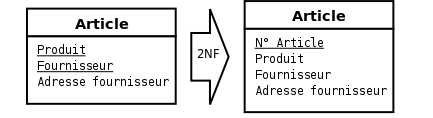 Article
Produit
Fournisseur
Adresse fournisseur
2NF
Article
N° Article
Produit
Fournisseur
Adresse fournisseur